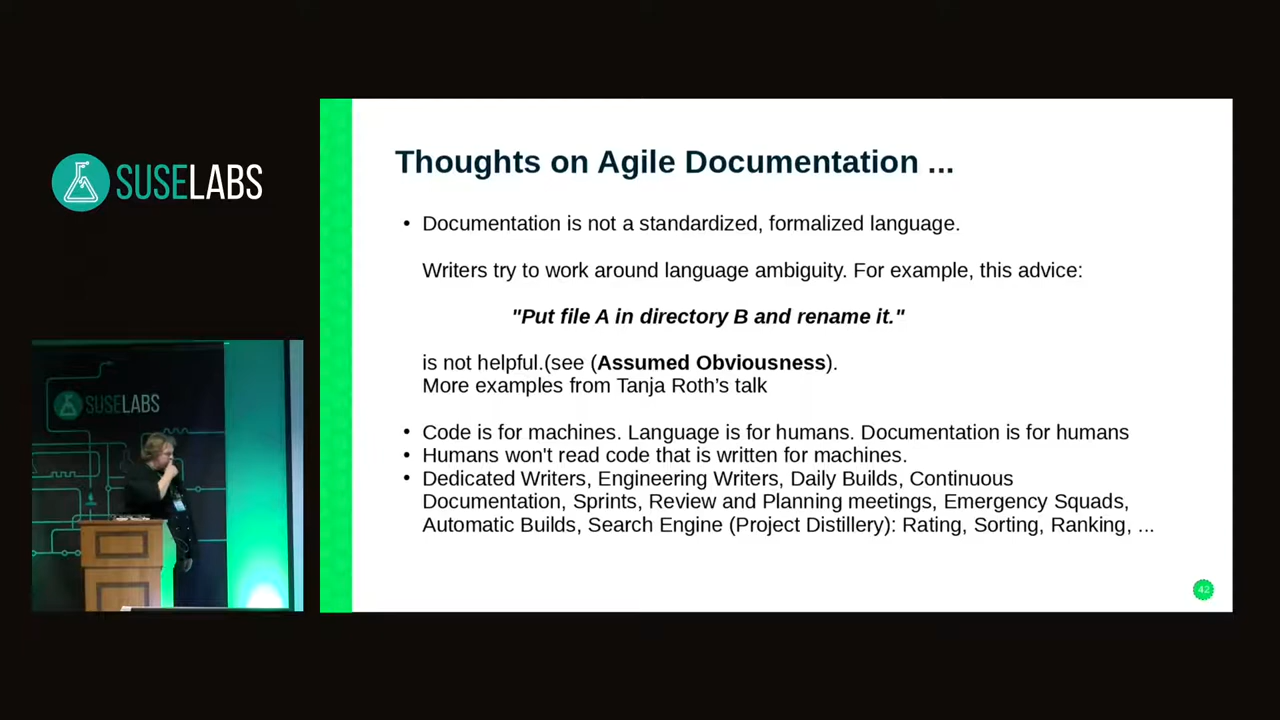 SUSELABS
Thoughts on Agile Documentation ...
• Documentation is not a standardized, formalized language.
Writers try to work around language ambiguity. For example, this advice:
"Put file A in directory B and rename it."
is not helpful.(see (Assumed Obviousness).
More examples from Tanja Roth's talk
• Code is for machines. Language is for humans. Documentation is for humans
• Humans won't read code that is written for machines.
• Dedicated Writers, Engineering Writers, Daily Builds, Continuous
Documentation, Sprints, Review and Planning meetings, Emergency Squads,
Automatic Builds, Search Engine (Project Distillery): Rating, Sorting, Ranking, ...
42
SUSELABS